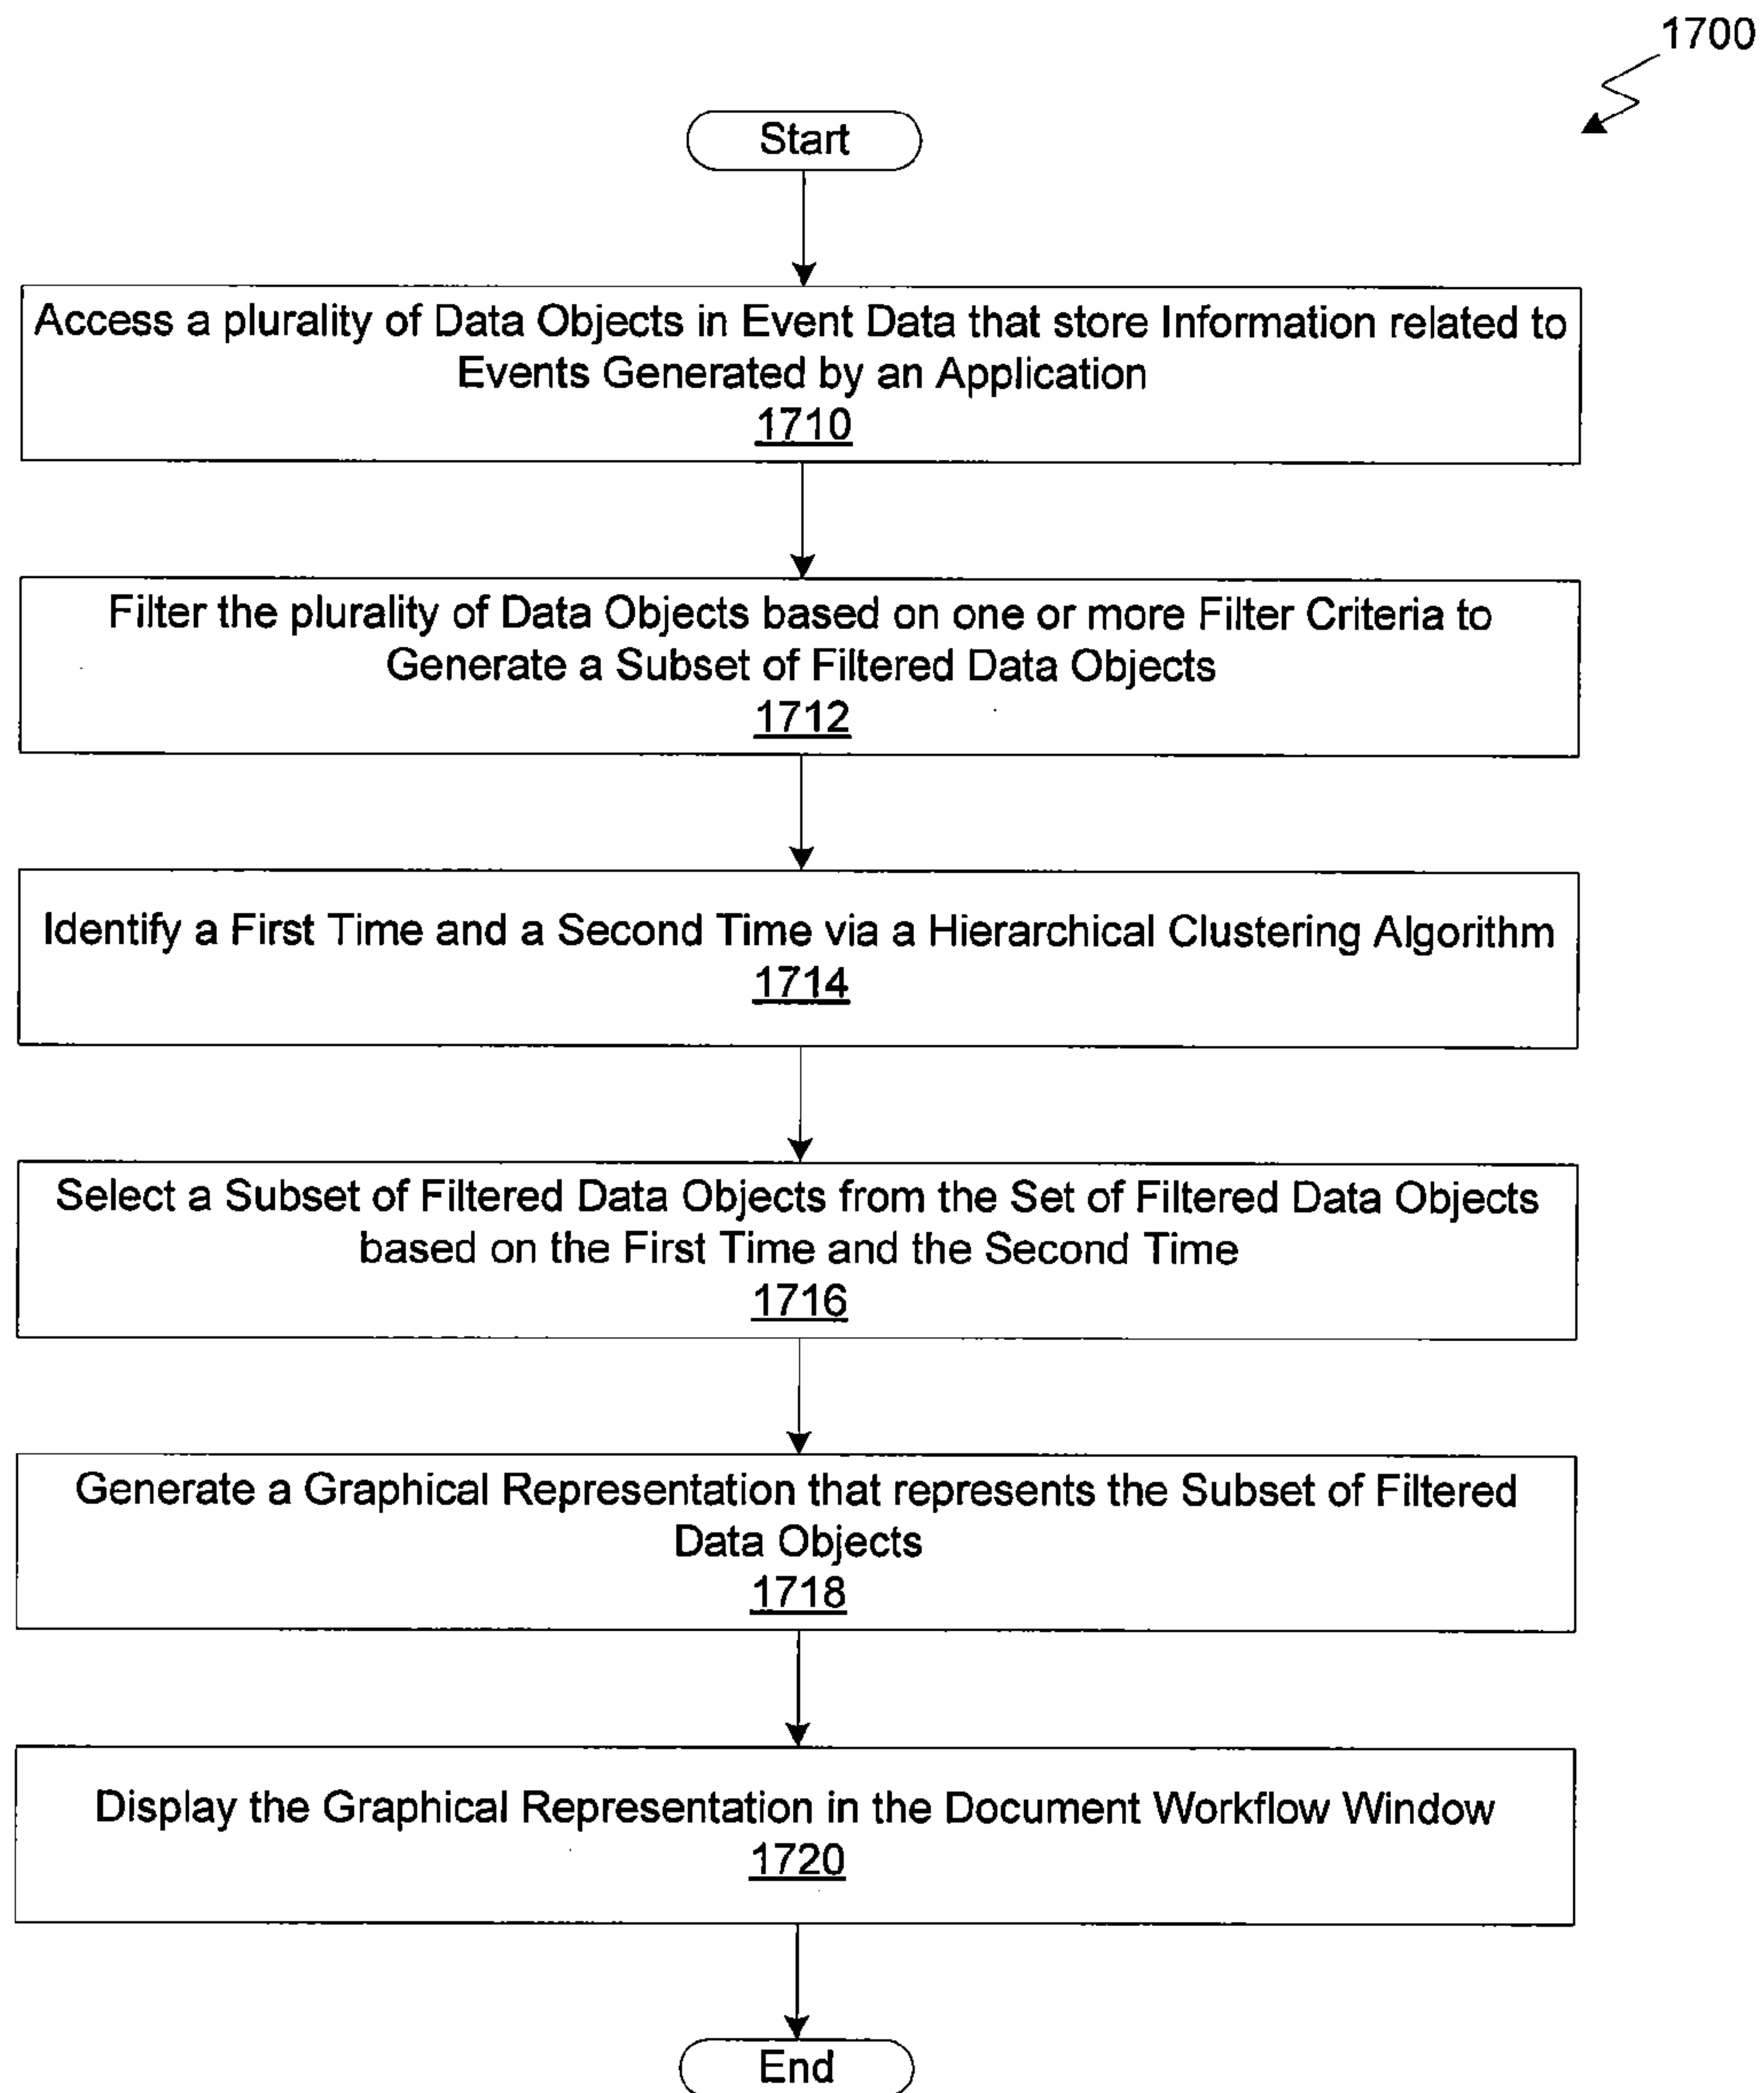 1700
Start
Access a plurality of Data Objects in Event Data that store Information related to
Events Generated by an Application
1710
Filter the plurality of Data Objects based on one or more Filter Criteria to
Generate a Subset of Filtered Data Objects
1712
Identify a First Time and a Second Time via a Hierarchical Clustering Algorithm
1714
Select a Subset of Filtered Data Objects from the Set of Filtered Data Objects
based on the First Time and the Second Time
1716
Generate a Graphical Representation that represents the Subset of Filtered
Data Objects
1718
Display the Graphical Representation in the Document Workflow Window
1720
End